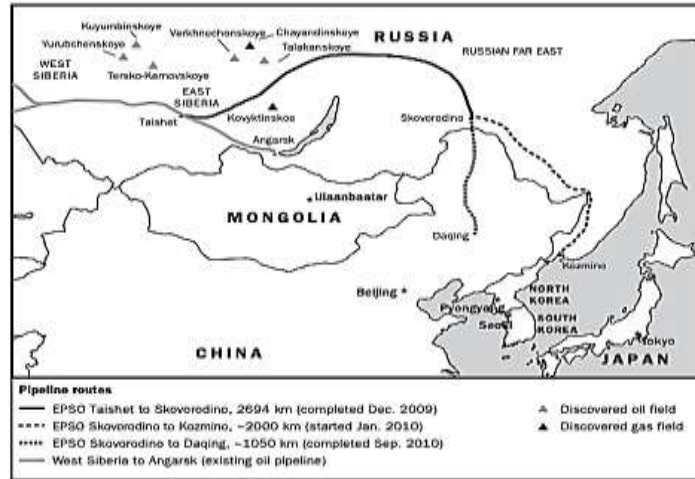 Kuyumbinskoye
Verkhnechonskoye
Chayandinskoye
Yurubchenskoye
Talakanskoye
RUSSIA
RUSSIAN FAR EAST
WEST
SIBERIA
Tersko-Kamovskoye
EAST
SIBERIA
Taishet
Kovyktinskoe
Skovorodino
Angarsk
Ulaanbaatar
MONGOLIA
Daqing
Kozmino
Beijing
NORTH
KOREA
Pyongyang
Seoul
SOUTH
KOREA
Tokyo
CHINA
JAPAN
Pipeline routes
EPSO Taishet to Skovorodino, 2694 km (completed Dec. 2009)
EPSO Skovorodino to Kozmino, ~2000 km (started Jan. 2010)
EPSO Skovorodino to Daqing, ~1050 km (completed Sep. 2010)
West Siberia to Angarsk (existing oil pipeline)
Discovered oil field
Discovered gas field